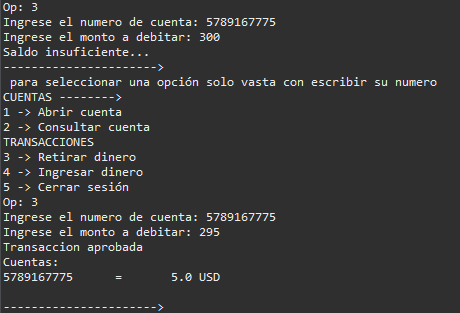 Op: 3
Ingrese el numero de cuenta: 5789167775
Ingrese el monto a debitar: 300
Saldo insuficiente...
--------------------->
 para seleccionar una opción solo vasta con escribir su numero
CUENTAS -------->
1 -> Abrir cuenta
2 -> Consultar cuenta
TRANSACCIONES
3 -> Retirar dinero
4 -> Ingresar dinero
5 -> Cerrar sesión
Op: 3
Ingrese el numero de cuenta: 5789167775
Ingrese el monto a debitar: 295
Transaccion aprobada
Cuentas:
5789167775      =       5.0 USD
--------------------->